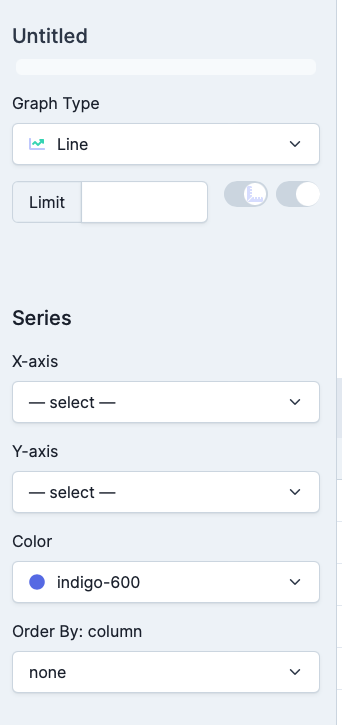 Untitled
Graph Type
Line
Limit
Series
X-axis
— select —
Y-axis
— select —
Color
indigo-600
Order By: column
none